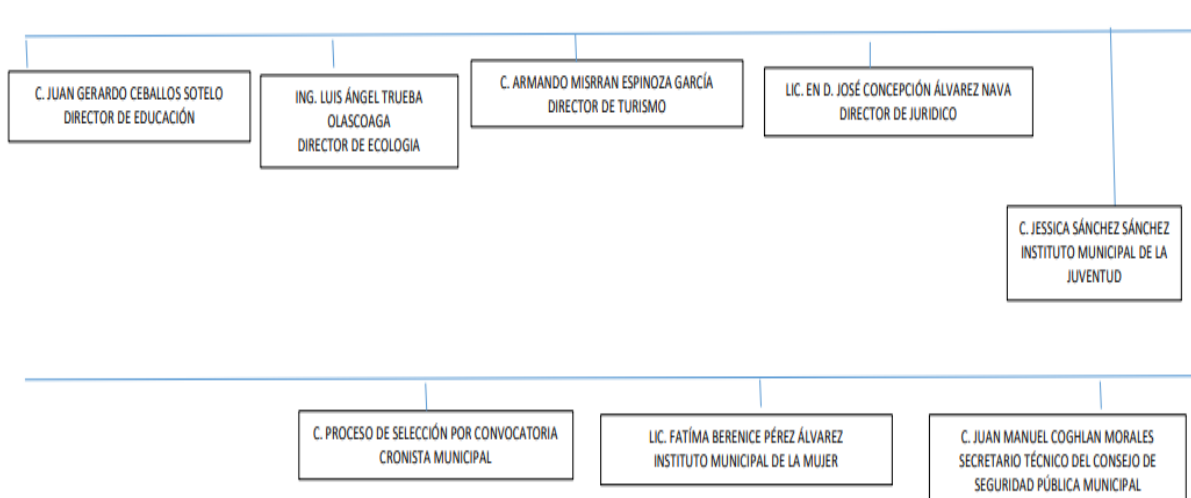 C. JUAN GERARDO CEBALLOS SOTELO
DIRECTOR DE EDUCACIÓN
ING. LUIS ÁNGEL TRUEBA
OLASCOAGA
DIRECTOR DE ECOLOGIA
C. ARMANDO MISRRAN ESPINOZA GARCÍA
DIRECTOR DE TURISMO
LIC. EN D. JOSÉ CONCEPCIÓN ÁLVAREZ NAVA
DIRECTOR DE JURIDICO
C. JESSICA SÁNCHEZ SÁNCHEZ
INSTITUTO MUNICIPAL DE LA
JUVENTUD
C. PROCESO DE SELECCIÓN POR CONVOCATORIA
CRONISTA MUNICIPAL
LIC. FATÍMA BERENICE PÉREZ ÁLVAREZ
INSTITUTO MUNICIPAL DE LA MUJER
C. JUAN MANUEL COGHLAN MORALES
SECRETARIO TÉCNICO DEL CONSEJO DE
SEGURIDAD PÚBLICA MUNICIPAL